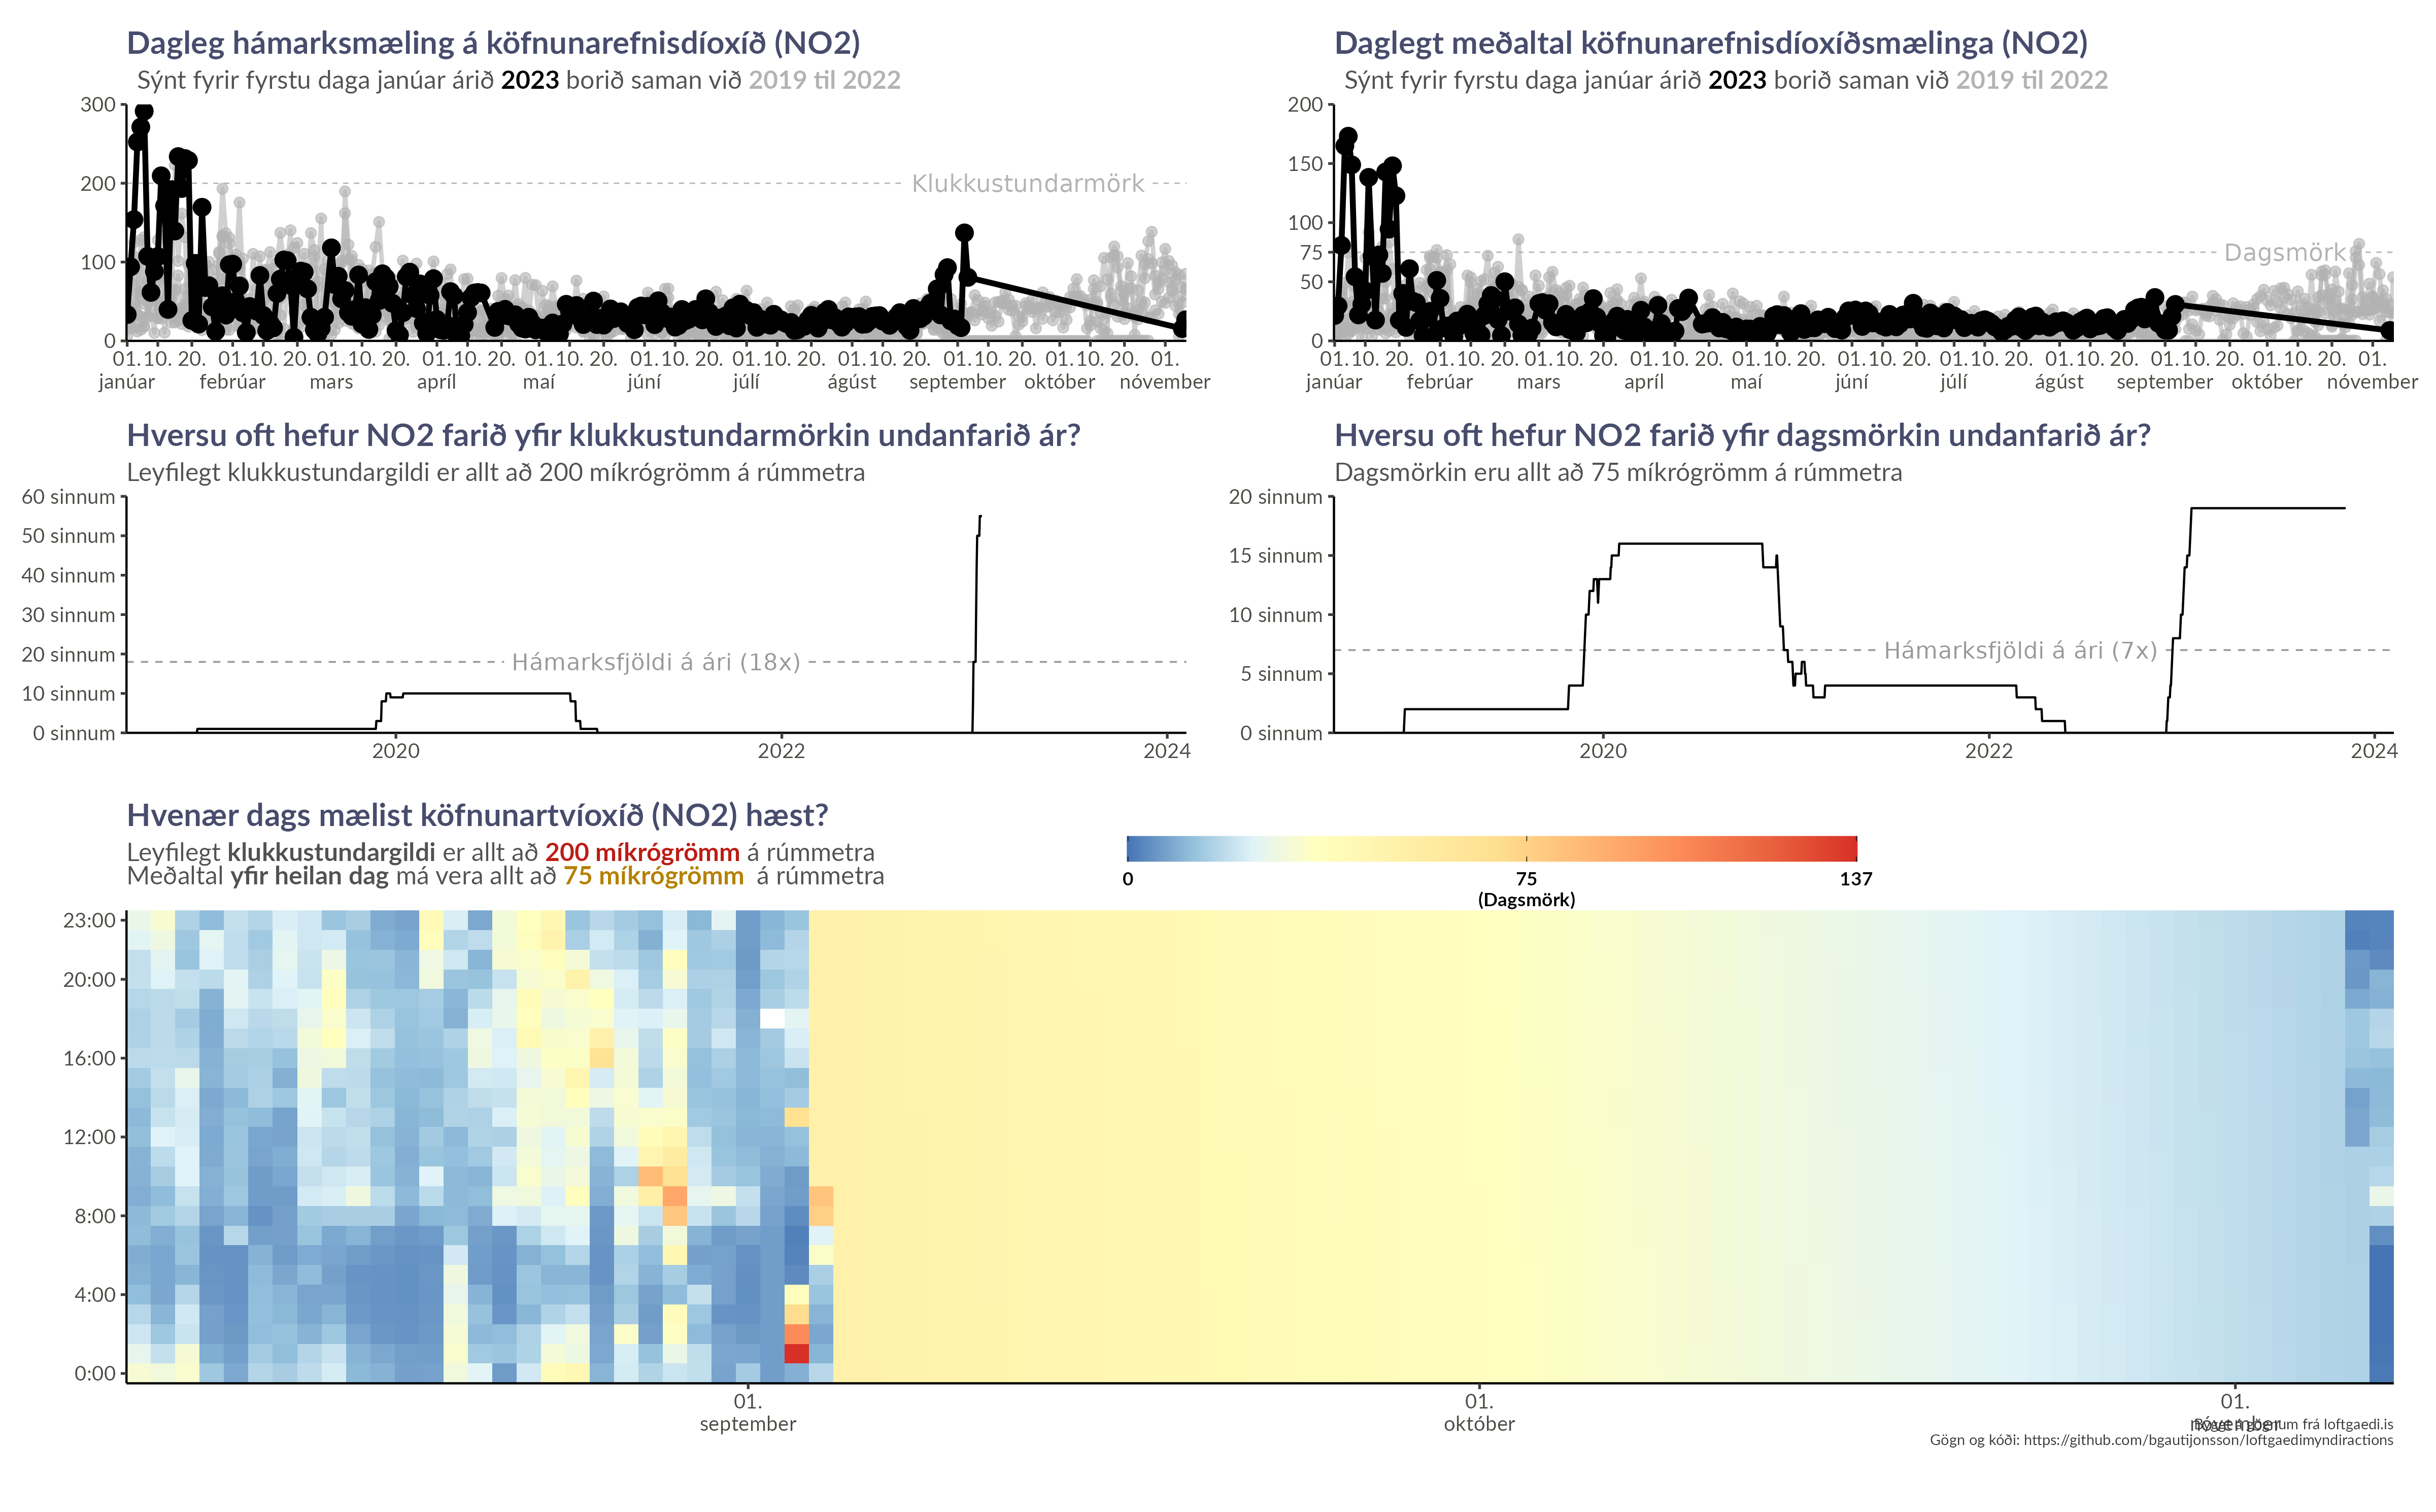 Dagleg hámarksmæling á köfnunarefnisdíoxíð (NO2)
Sýnt fyrir fyrstu daga janúar árið 2023 borið saman við 2019 til 2022
300
200
100
0
Klukkustundarmörk
01. 10. 20. 01. 10. 20. 01. 10. 20. 01. 10. 20. 01. 10. 20. 01. 10. 20. 01. 10. 20. 01. 10. 20. 01. 10. 20. 01. 10. 20. 01.
janúar febrúar mars apríl maí júní júlí ágúst september október nóvember
Daglegt meðaltal köfnunarefnisdíoxíðsmælinga (NO2)
Sýnt fyrir fyrstu daga janúar árið 2023 borið saman við 2019 til 2022
200
150
100
75
50
0
Dagsmörk
01. 10. 20. 01. 10. 20. 01. 10. 20. 01. 10. 20. 01. 10. 20. 01. 10. 20. 01. 10. 20. 01. 10. 20. 01. 10. 20. 01. 10. 20. 01.
janúar febrúar mars apríl maí júní júlí ágúst september október nóvember
Hversu oft hefur NO2 farið yfir klukkustundarmörkin undanfarið ár?
Leyfilegt klukkustundargildi er allt að 200 míkrógrömm á rúmmetra
60 sinnum
50 sinnum
40 sinnum
30 sinnum
20 sinnum
10 sinnum
0 sinnum
Hámarksfjöldi á ári (18x)
2020 2022 2024
Hversu oft hefur NO2 farið yfir dagsmörkin undanfarið ár?
Dagsmörkin eru allt að 75 míkrógrömm á rúmmetra
20 sinnum
15 sinnum
10 sinnum
5 sinnum
0 sinnum
Hámarksfjöldi á ári (7x)
2020 2022 2024
Hvenær dags mælist köfnunartvíoxíð (NO2) hæst?
Leyfilegt klukkustundargildi er allt að 200 míkrógrömm á rúmmetra
Meðaltal yfir heilan dag má vera allt að 75 míkrógrömm á rúmmetra
0 75 137
(Dagsmörk)
23:00
20:00
16:00
12:00
8:00
4:00
0:00
01. 01. 01.
september október nóvember
Byggt á gögnum frá loftgaedi.is
Gögn og kóði: https://github.com/bgautijonsson/loftgaedimyndiractions